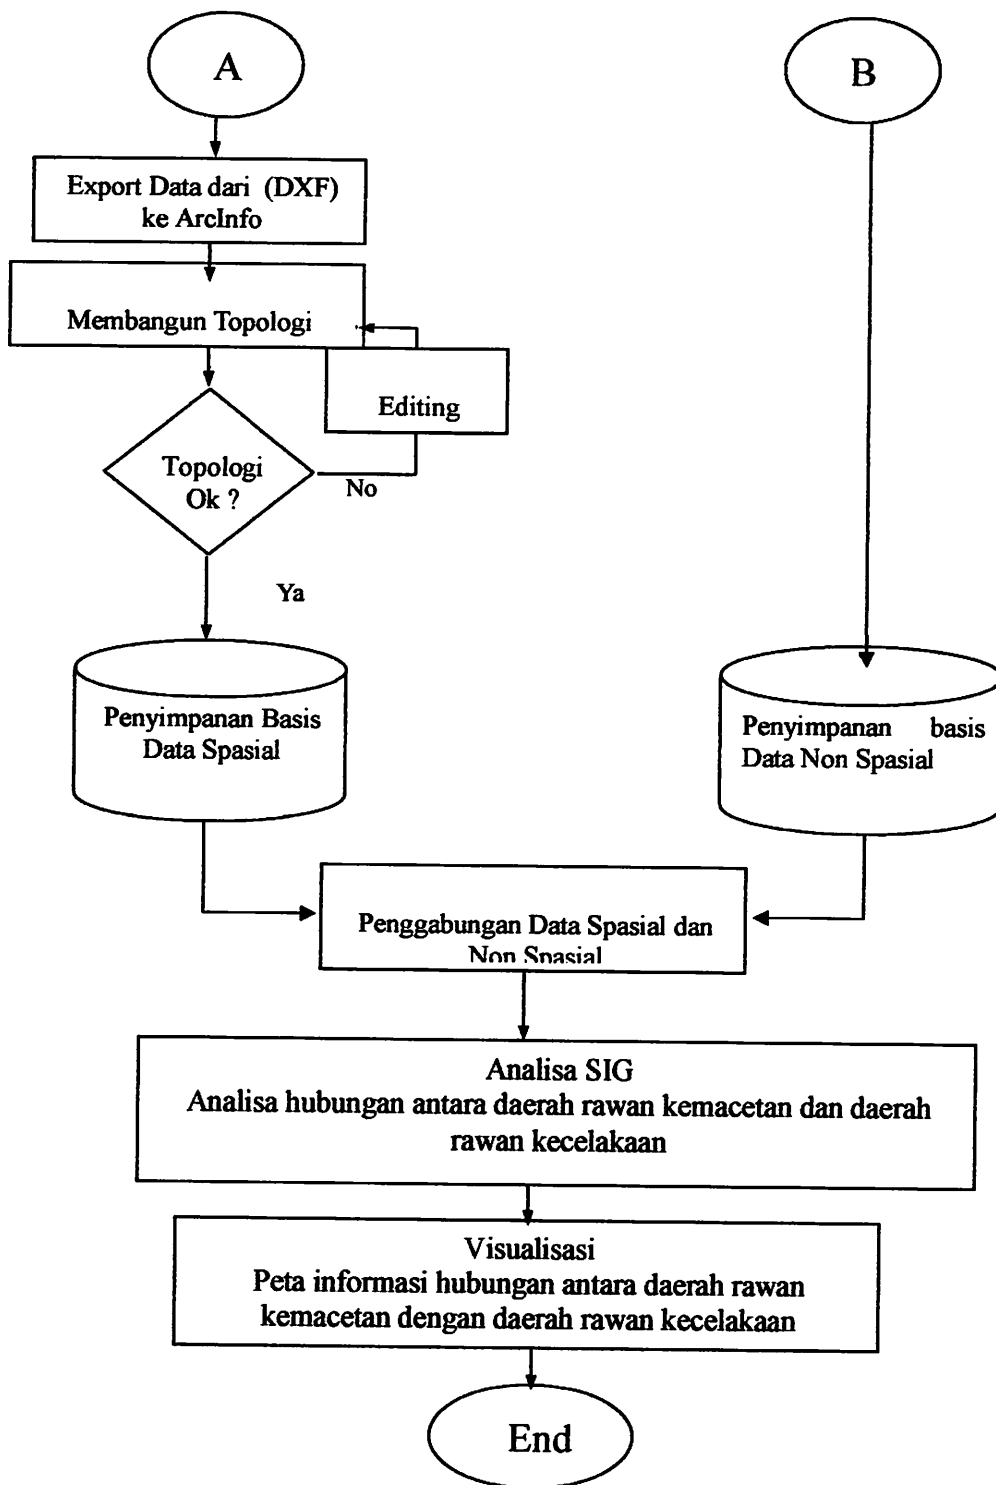 A
B
Export Data dari (DXF)
ke ArcInfo
Membangun Topologi
Editing
Topologi
Ok ?
No
Ya
Penyimpanan Basis
Data Spasial
Penyimpanan basis
Data Non Spasial
Penggabungan Data Spasial dan
Non Spasial
Analisa SIG
Analisa hubungan antara daerah rawan kemacetan dan daerah
rawan kecelakaan
Visualisasi
Peta informasi hubungan antara daerah rawan
kemacetan dengan daerah rawan kecelakaan
End